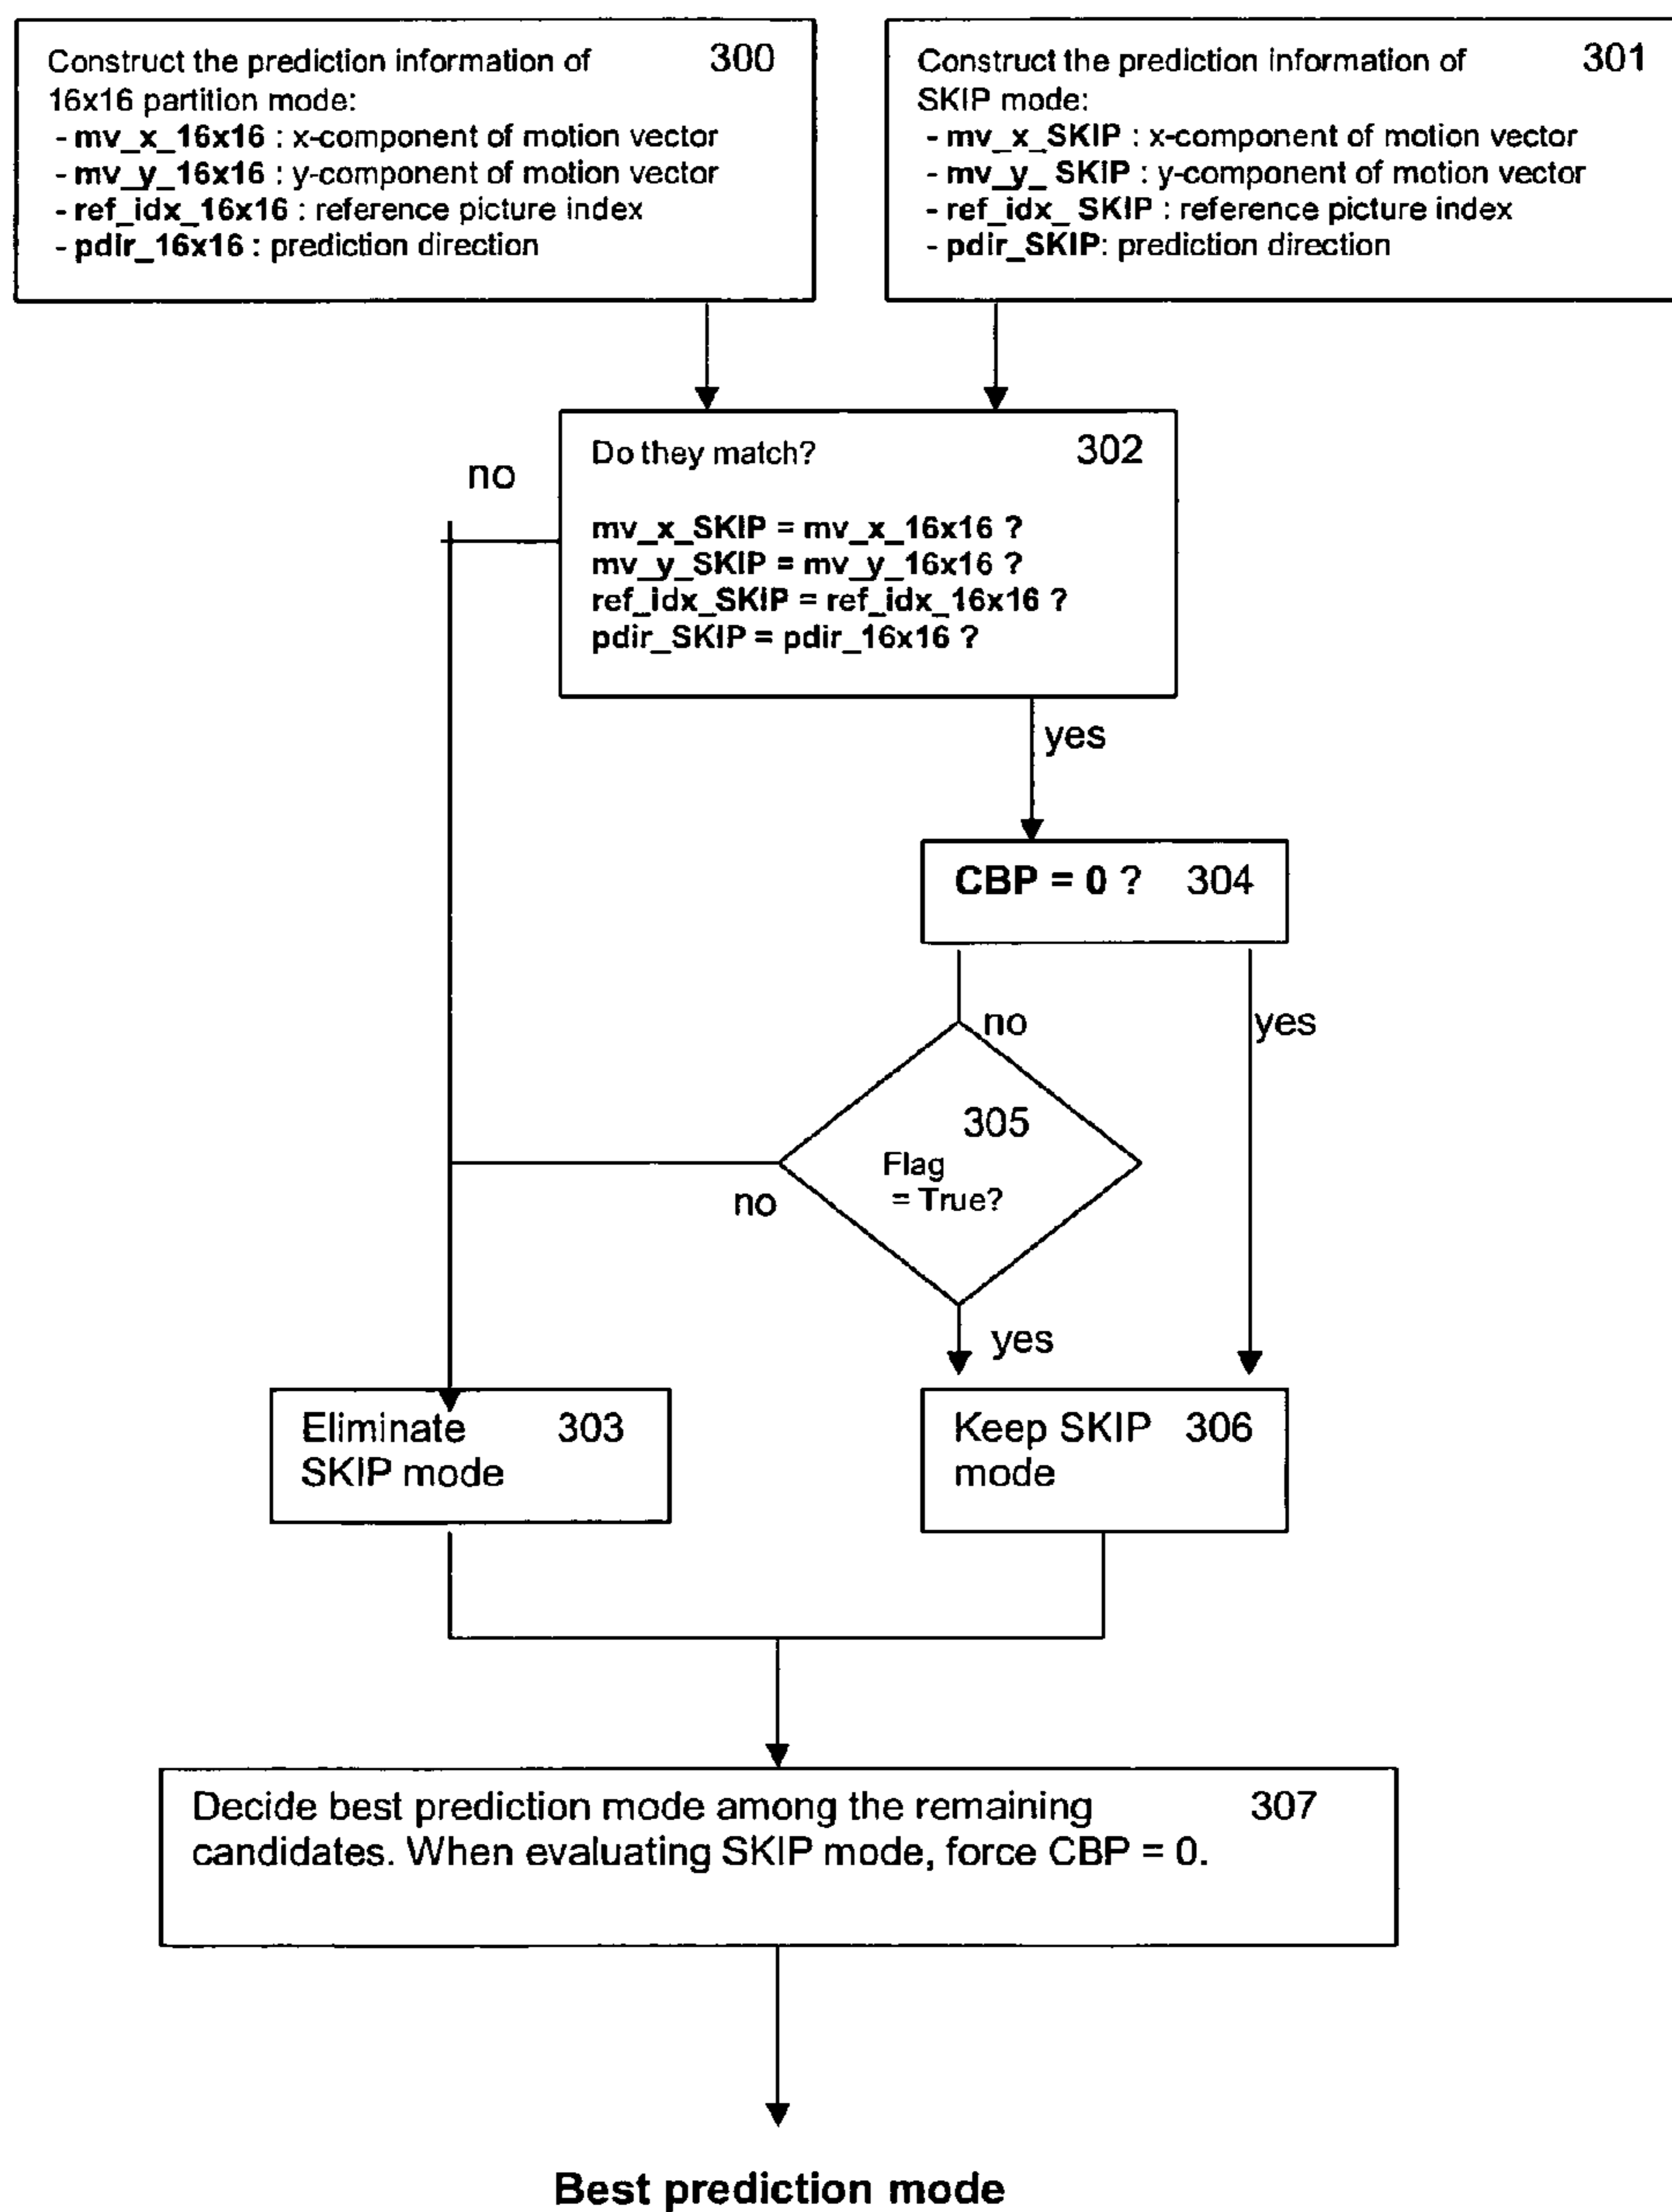 Construct the prediction information of 300
16x16 partition mode:
- mv_x_16x16 : x-component of motion vector
- mv_y_16x16 : y-component of motion vector
- ref_idx_16x16 : reference picture index
- pdir_16x16 : prediction direction
Construct the prediction information of 301
SKIP mode:
- mv_x_SKIP : x-component of motion vector
- mv_y_ SKIP : y-component of motion vector
- ref_idx_ SKIP : reference picture index
- pdir_SKIP: prediction direction
Do they match? 302
no
mv_x_SKIP = mv_x_16x16 ?
mv_y_SKIP = mv_y_16x16 ?
ref_idx_SKIP = ref_idx_16x16 ?
pdir_SKIP = pdir_16x16 ?
yes
CBP = 0 ? 304
no
yes
305
Flag
= True?
no
yes
Eliminate 303
SKIP mode
Keep SKIP 306
mode
Decide best prediction mode among the remaining 307
candidates. When evaluating SKIP mode, force CBP = 0.
Best prediction mode